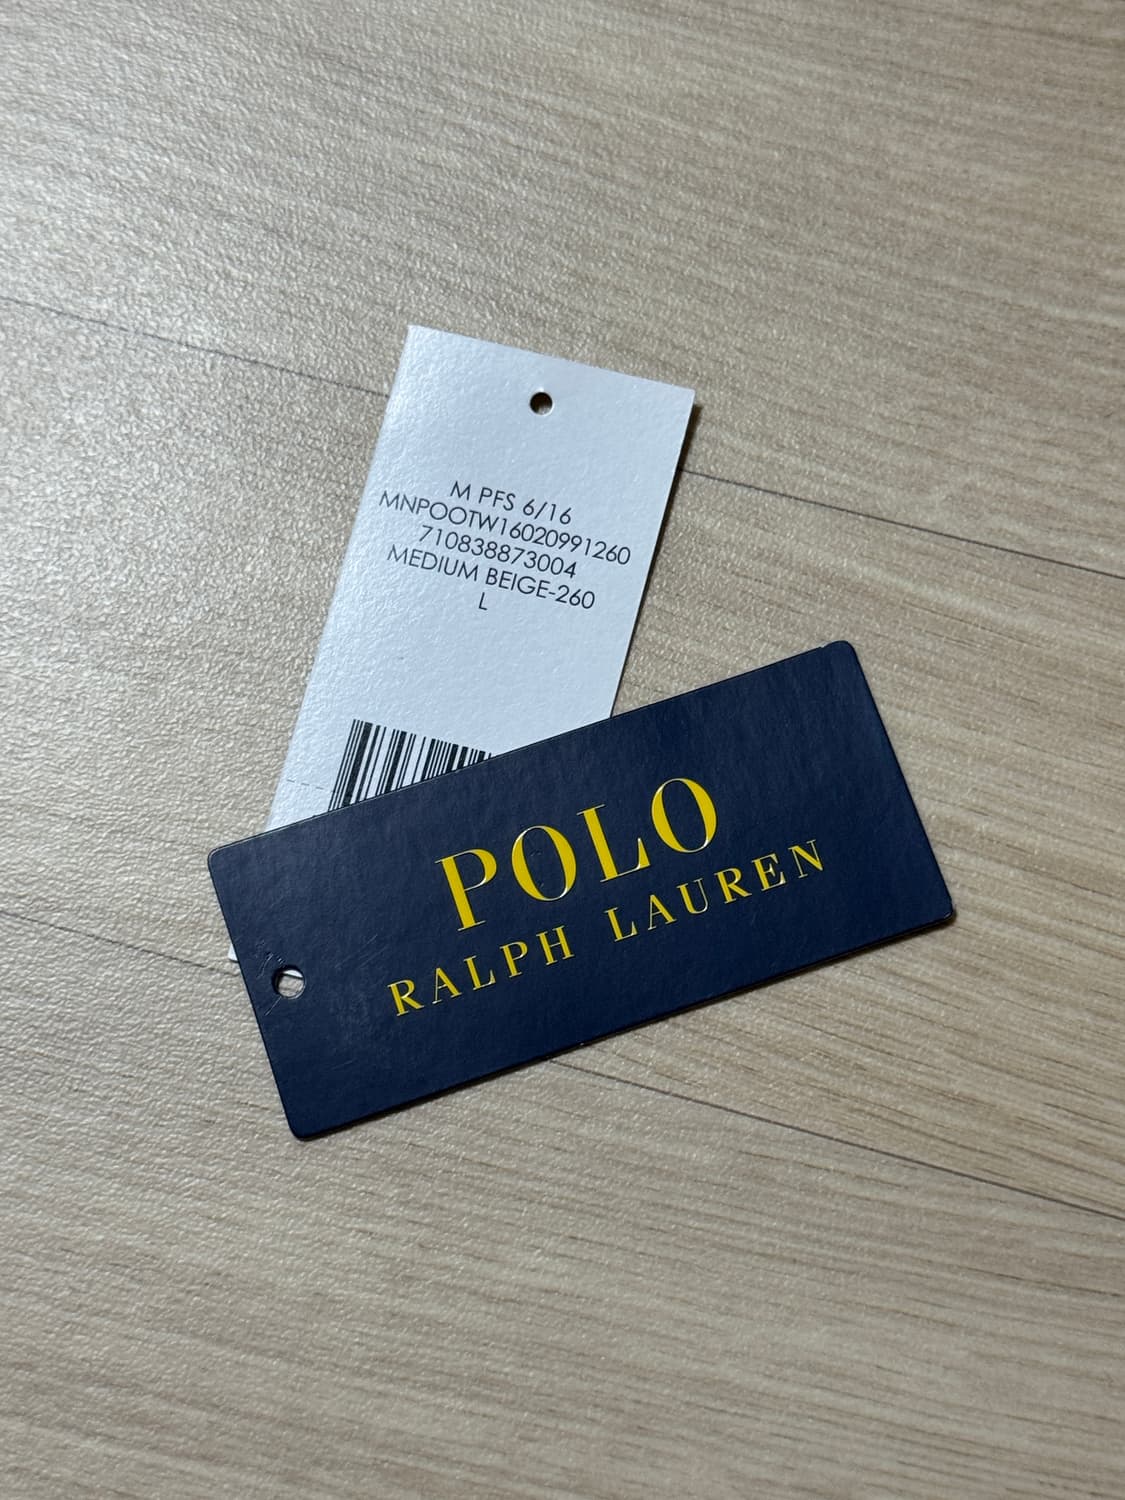 M PFS 6/16
MNPOOTW16020991260
710838873004
MEDIUM BEIGE-260
L
POLO
RALPH LAUREN